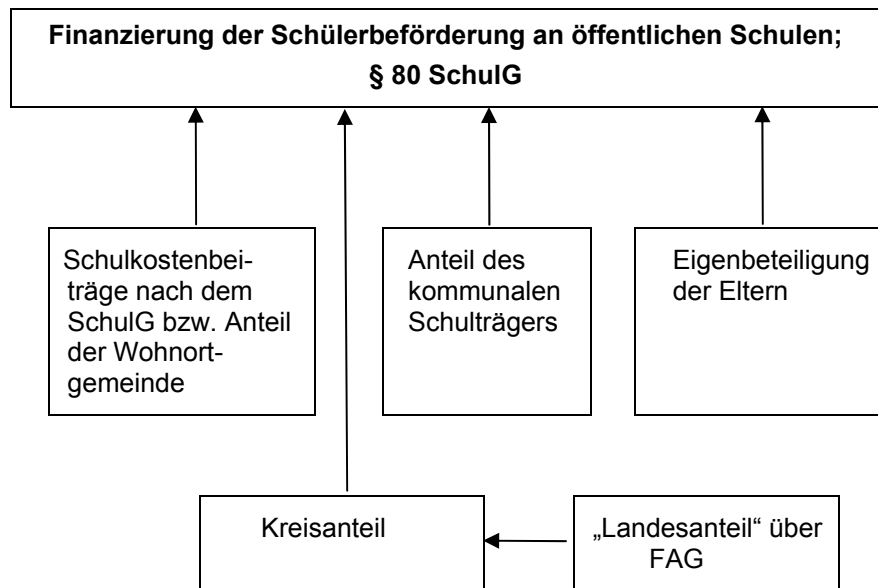 Finanzierung der Schülerbeförderung an öffentlichen Schulen;
§ 80 SchulG
Schulkostenbei-
träge nach dem
SchulG bzw. Anteil
der Wohnort-
gemeinde
Anteil des
kommunalen
Schulträgers
Eigenbeteiligung
der Eltern
Kreisanteil
„Landesanteil“ über
FAG